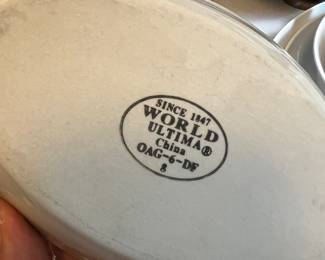 SINCE 1847
WORLD
ULTIMA®
China
OAG-6-DF
8